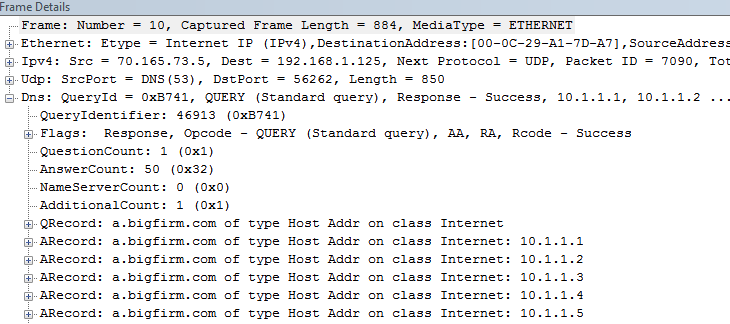 Frame Details
Frame: Number = 10, Captured Frame Length = 884, MediaType = ETHERNET
Ethernet: Etype = Internet IP (IPv4),DestinationAddress:[00-0C-29-A1-7D-A7],SourceAddress
Ipv4: Src = 70.165.73.5, Dest = 192.168.1.125, Next Protocol = UDP, Packet ID = 7090, Tot
Udp: SrcPort = DNS(53), DstPort = 56262, Length = 850
Dns: QueryId = 0xB741, QUERY (Standard query), Response - Success, 10.1.1.1, 10.1.1.2 ...
QueryIdentifier: 46913 (0xB741)
Flags:  Response, Opcode - QUERY (Standard query), AA, RA, Rcode - Success
QuestionCount: 1 (0x1)
AnswerCount: 50 (0x32)
NameServerCount: 0 (0x0)
AdditionalCount: 1 (0x1)
QRecord: a.bigfirm.com of type Host Addr on class Internet
ARecord: a.bigfirm.com of type Host Addr on class Internet: 10.1.1.1
ARecord: a.bigfirm.com of type Host Addr on class Internet: 10.1.1.2
ARecord: a.bigfirm.com of type Host Addr on class Internet: 10.1.1.3
ARecord: a.bigfirm.com of type Host Addr on class Internet: 10.1.1.4
ARecord: a.bigfirm.com of type Host Addr on class Internet: 10.1.1.5